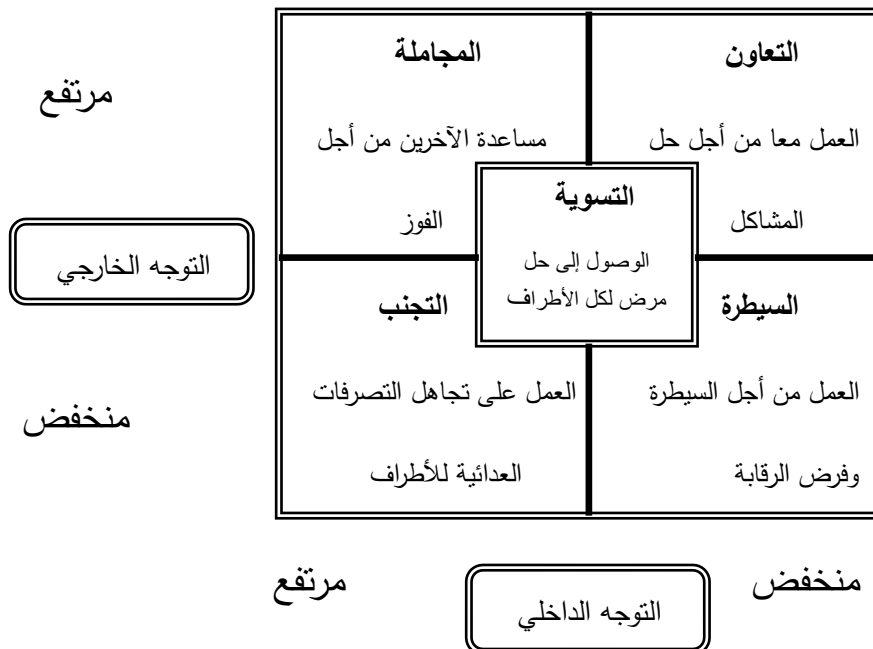 التعاون
العمل معا من أجل حل
المشاكل
المجاملة
مساعدة الآخرين من أجل
الفوز
مرتفع
التسوية
الوصول إلى حل
مرض لكل الأطراف
التوجه الخارجي
السيطرة
العمل من أجل السيطرة
وفرض الرقابة
التجنب
العمل على تجاهل التصرفات
العدائية للأطراف
منخفض
منخفض
التوجه الداخلي
مرتفع